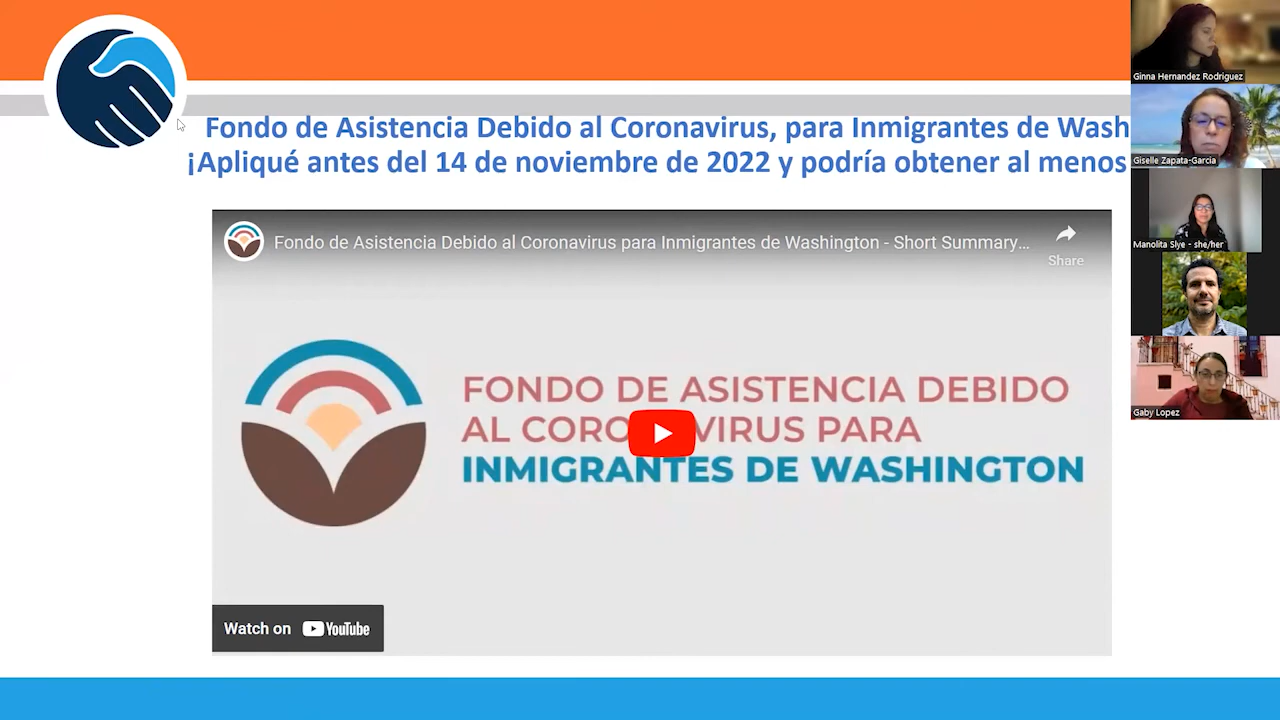 Fondo de Asistencia Debido al Coronavirus, para Inmigrantes de Wash
¡Apliqué antes del 14 de noviembre de 2022 y podría obtener al menos
Fondo de Asistencia Debido al Coronavirus para Inmigrantes de Washington - Short Summary...
Share
FONDO DE ASISTENCIA DEBIDO
AL CORO VIRUS PARA
INMIGRANTES DE WASHINGTON
Watch on YouTube
Ginna Hernandez Rodriguez
Giselle Zapata-Garcia
Manolita Slye - she/her
Gaby Lopez